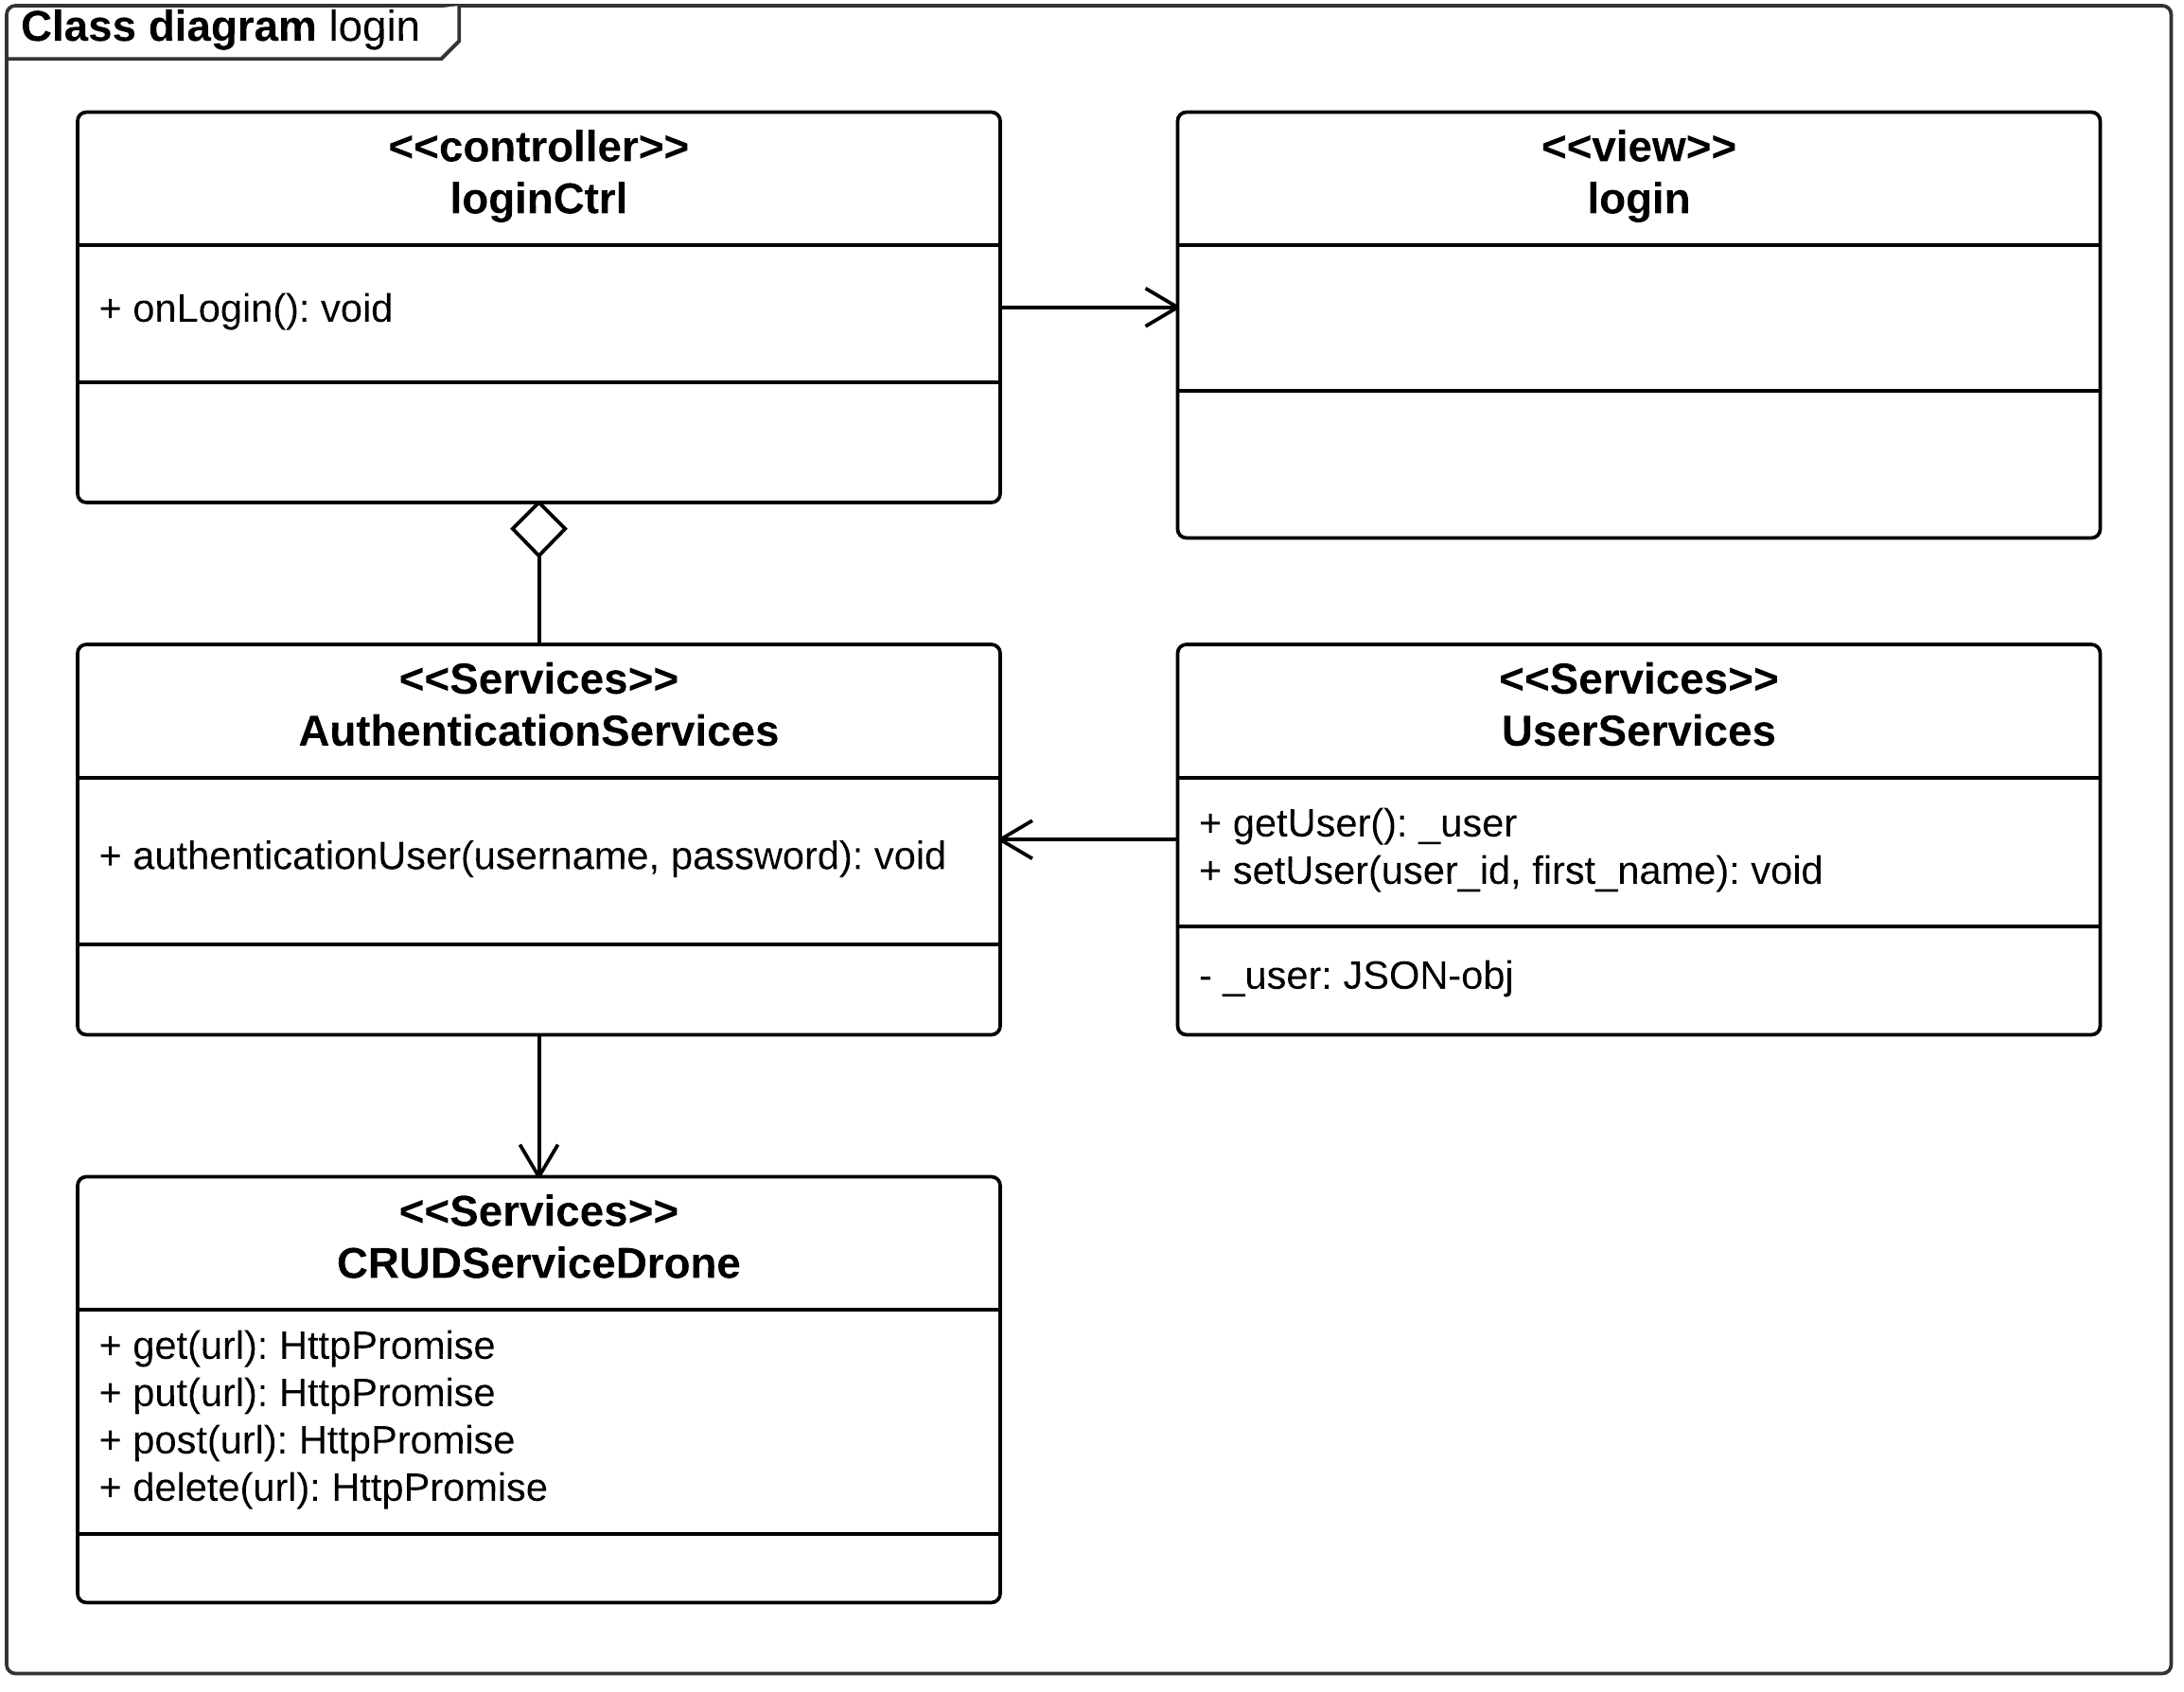 Class diagram login
<<controller>>
loginCtrl
+ onLogin(): void
<<view>>
login
<<Services>>
AuthenticationServices
+ authenticationUser(username, password): void
<<Services>>
UserServices
+ getUser(): _user
+ setUser(user_id, first_name): void
- _user: JSON-obj
<<Services>>
CRUDServiceDrone
+ get(url): HttpPromise
+ put(url): HttpPromise
+ post(url): HttpPromise
+ delete(url): HttpPromise